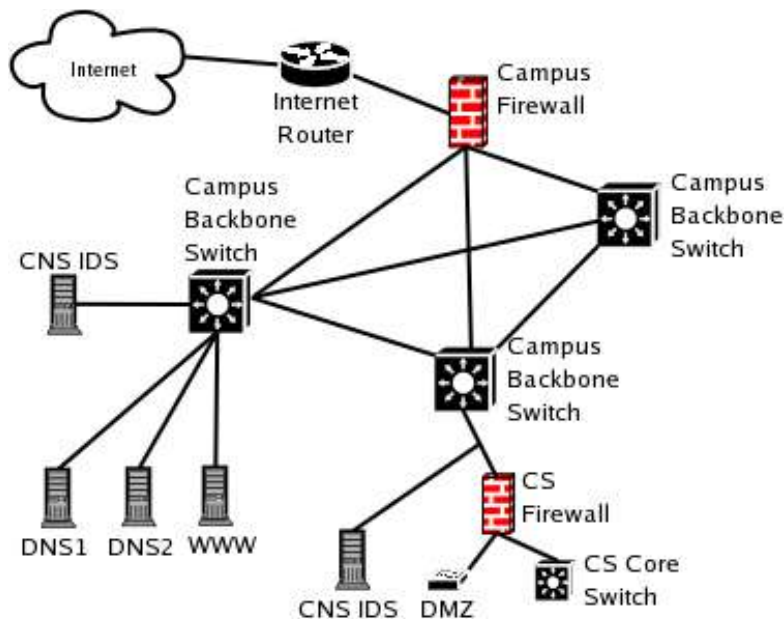 Internet
Internet
Router
Campus
Firewall
Campus
Backbone
Switch
Campus
Backbone
Switch
CNS IDS
Campus
Backbone
Switch
DNS1
DNS2
WWW
CS
Firewall
CNS IDS
DMZ
CS Core
Switch